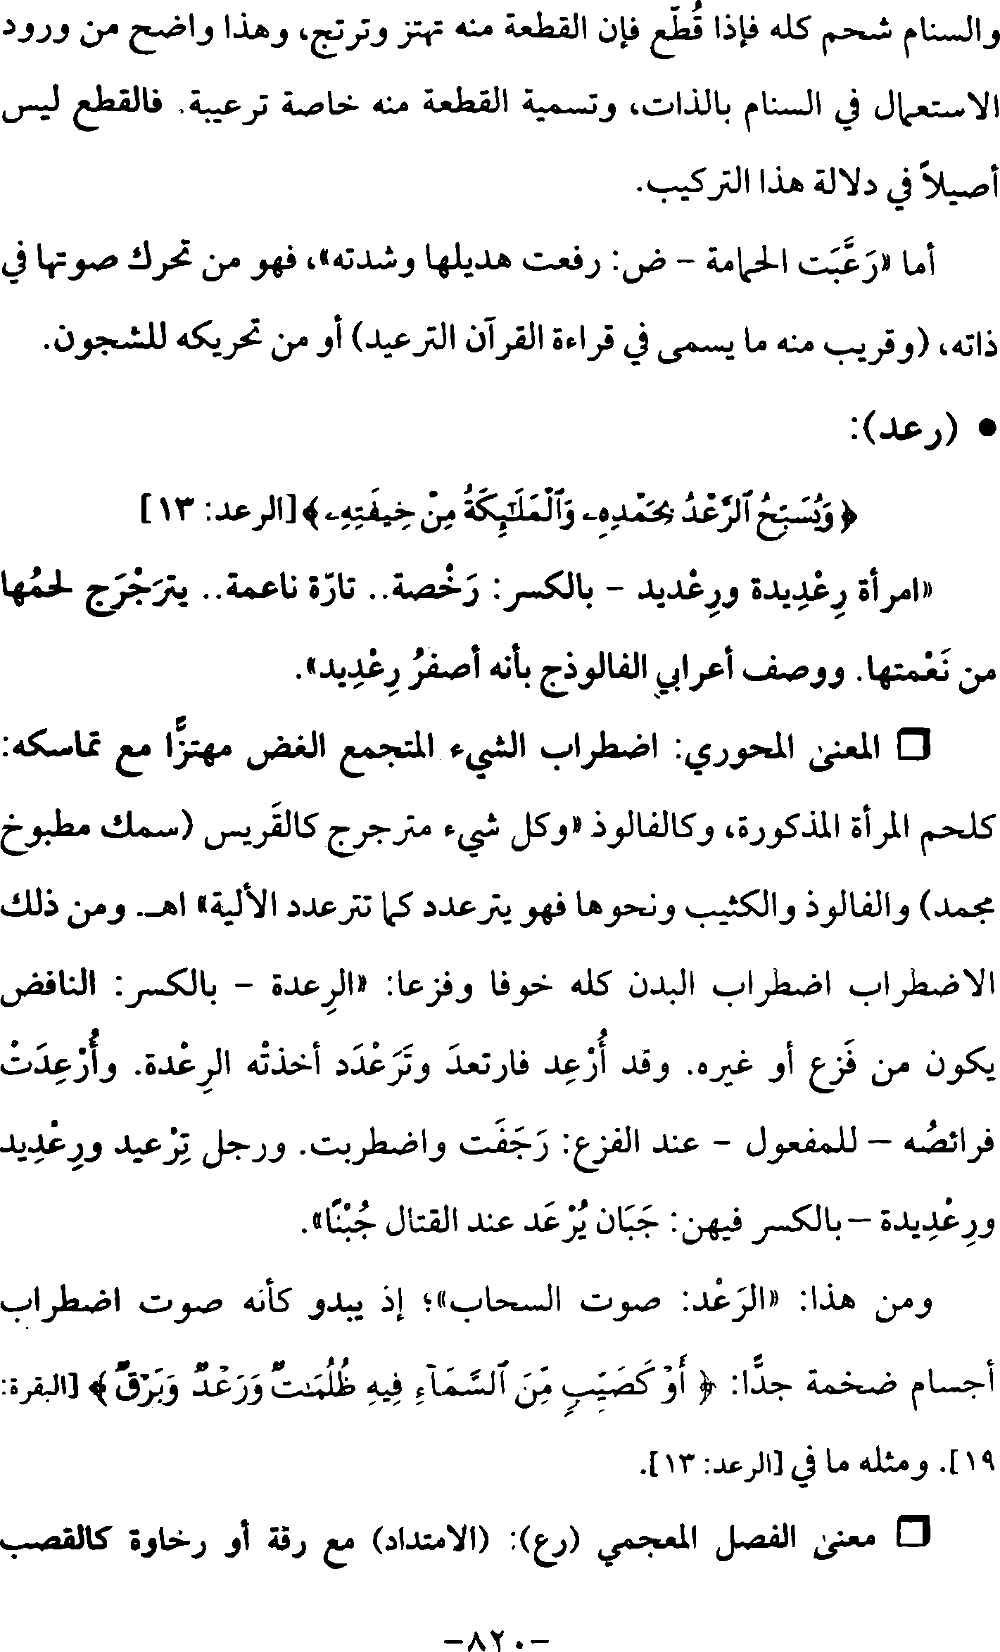 والسنام شحم كله فإذا قُطّع فإن القطعة منه تهتز وترتج، وهذا واضح من ورود
الاستعمال في السنام بالذات، وتسمية القطعة منه خاصة ترعيبة. فالقطع ليس
أصيلاً في دلالة هذا التركيب.
أما «رَعَّبَت الحمامة - ض: رفعت هديلها وشدته»، فهو من تحرك صوتها في
ذاته، (وقريب منه ما يسمى في قراءة القرآن الترعيد) أو من تحريكه للشجون.
• (رعد):
﴿ وَيُسَبِّحُ ٱلرَّعْدُ بِحَمْدِهِۦ وَٱلْمَلَٰٓئِكَةُ مِنْ خِيفَتِهِۦ ﴾ [الرعد: ١٣]
«امرأة رِعْدِيدة ورِعْديد - بالكسر: رَخْصة.. تارّة ناعمة.. يترَجْرَج لحمُها
من نَعْمتها. ووصف أعرابي الفالوذج بأنه أصفرُ رِعْدِيد».
❒ المعنىٰ المحوري: اضطراب الشيء المتجمع الغض مهتزًّا مع تماسكه:
كلحم المرأة المذكورة، وكالفالوذ «وكل شيء مترجرج كالقَريس (سمك مطبوخ
مجمد) والفالوذ والكثيب ونحوها فهو يترعدد كما تترعدد الألية» اهـ. ومن ذلك
الاضطراب اضطراب البدن كله خوفا وفزعا: «الرِعدة - بالكسر: النافض
يكون من فَزع أو غيره. وقد أُرْعِد فارتعدَ وتَرَعْدَد أخذتْه الرِعْدة. وأُرْعِدَتْ
فرائصُه - للمفعول - عند الفزع: رَجَفَت واضطربت. ورجل تِرْعيد ورِعْدِيد
ورِعْدِيدة - بالكسر فيهن: جَبَان يُرْعَد عند القتال جُبْنًا».
ومن هذا: «الرَعْد: صوت السحاب»؛ إذ يبدو كأنه صوت اضطراب
أجسام ضخمة جدًّا: ﴿ أَوْ كَصَيِّبٍ مِّنَ ٱلسَّمَآءِ فِيهِ ظُلُمَٰتٌ وَرَعْدٌ وَبَرْقٌ ﴾ [البقرة:
١٩]. ومثله ما في [الرعد: ١٣].
❒ معنىٰ الفصل المعجمي (رع): (الامتداد) مع رقة أو رخاوة كالقصب
-٨٢٠-